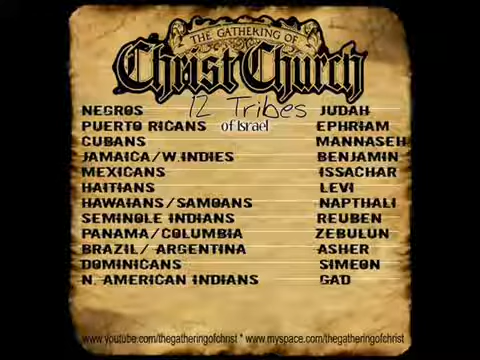 THE GATHERING OF
Christ Church
12 Tribes
of Israel
NEGROS JUDAH
PUERTO RICANS EPHRIAM
CUBANS MANNASEH
JAMAICA/W.INDIES BENJAMIN
MEXICANS ISSACHAR
HAITIANS LEVI
HAWAIANS/SAMOANS NAPTHALI
SEMINOLE INDIANS REUBEN
PANAMA/COLUMBIA ZEBULUN
BRAZIL/ ARGENTINA ASHER
DOMINICANS SIMEON
N. AMERICAN INDIANS GAD
www.youtube.com/thegatheringofchrist * www.myspace.com/thegatheringofchrist